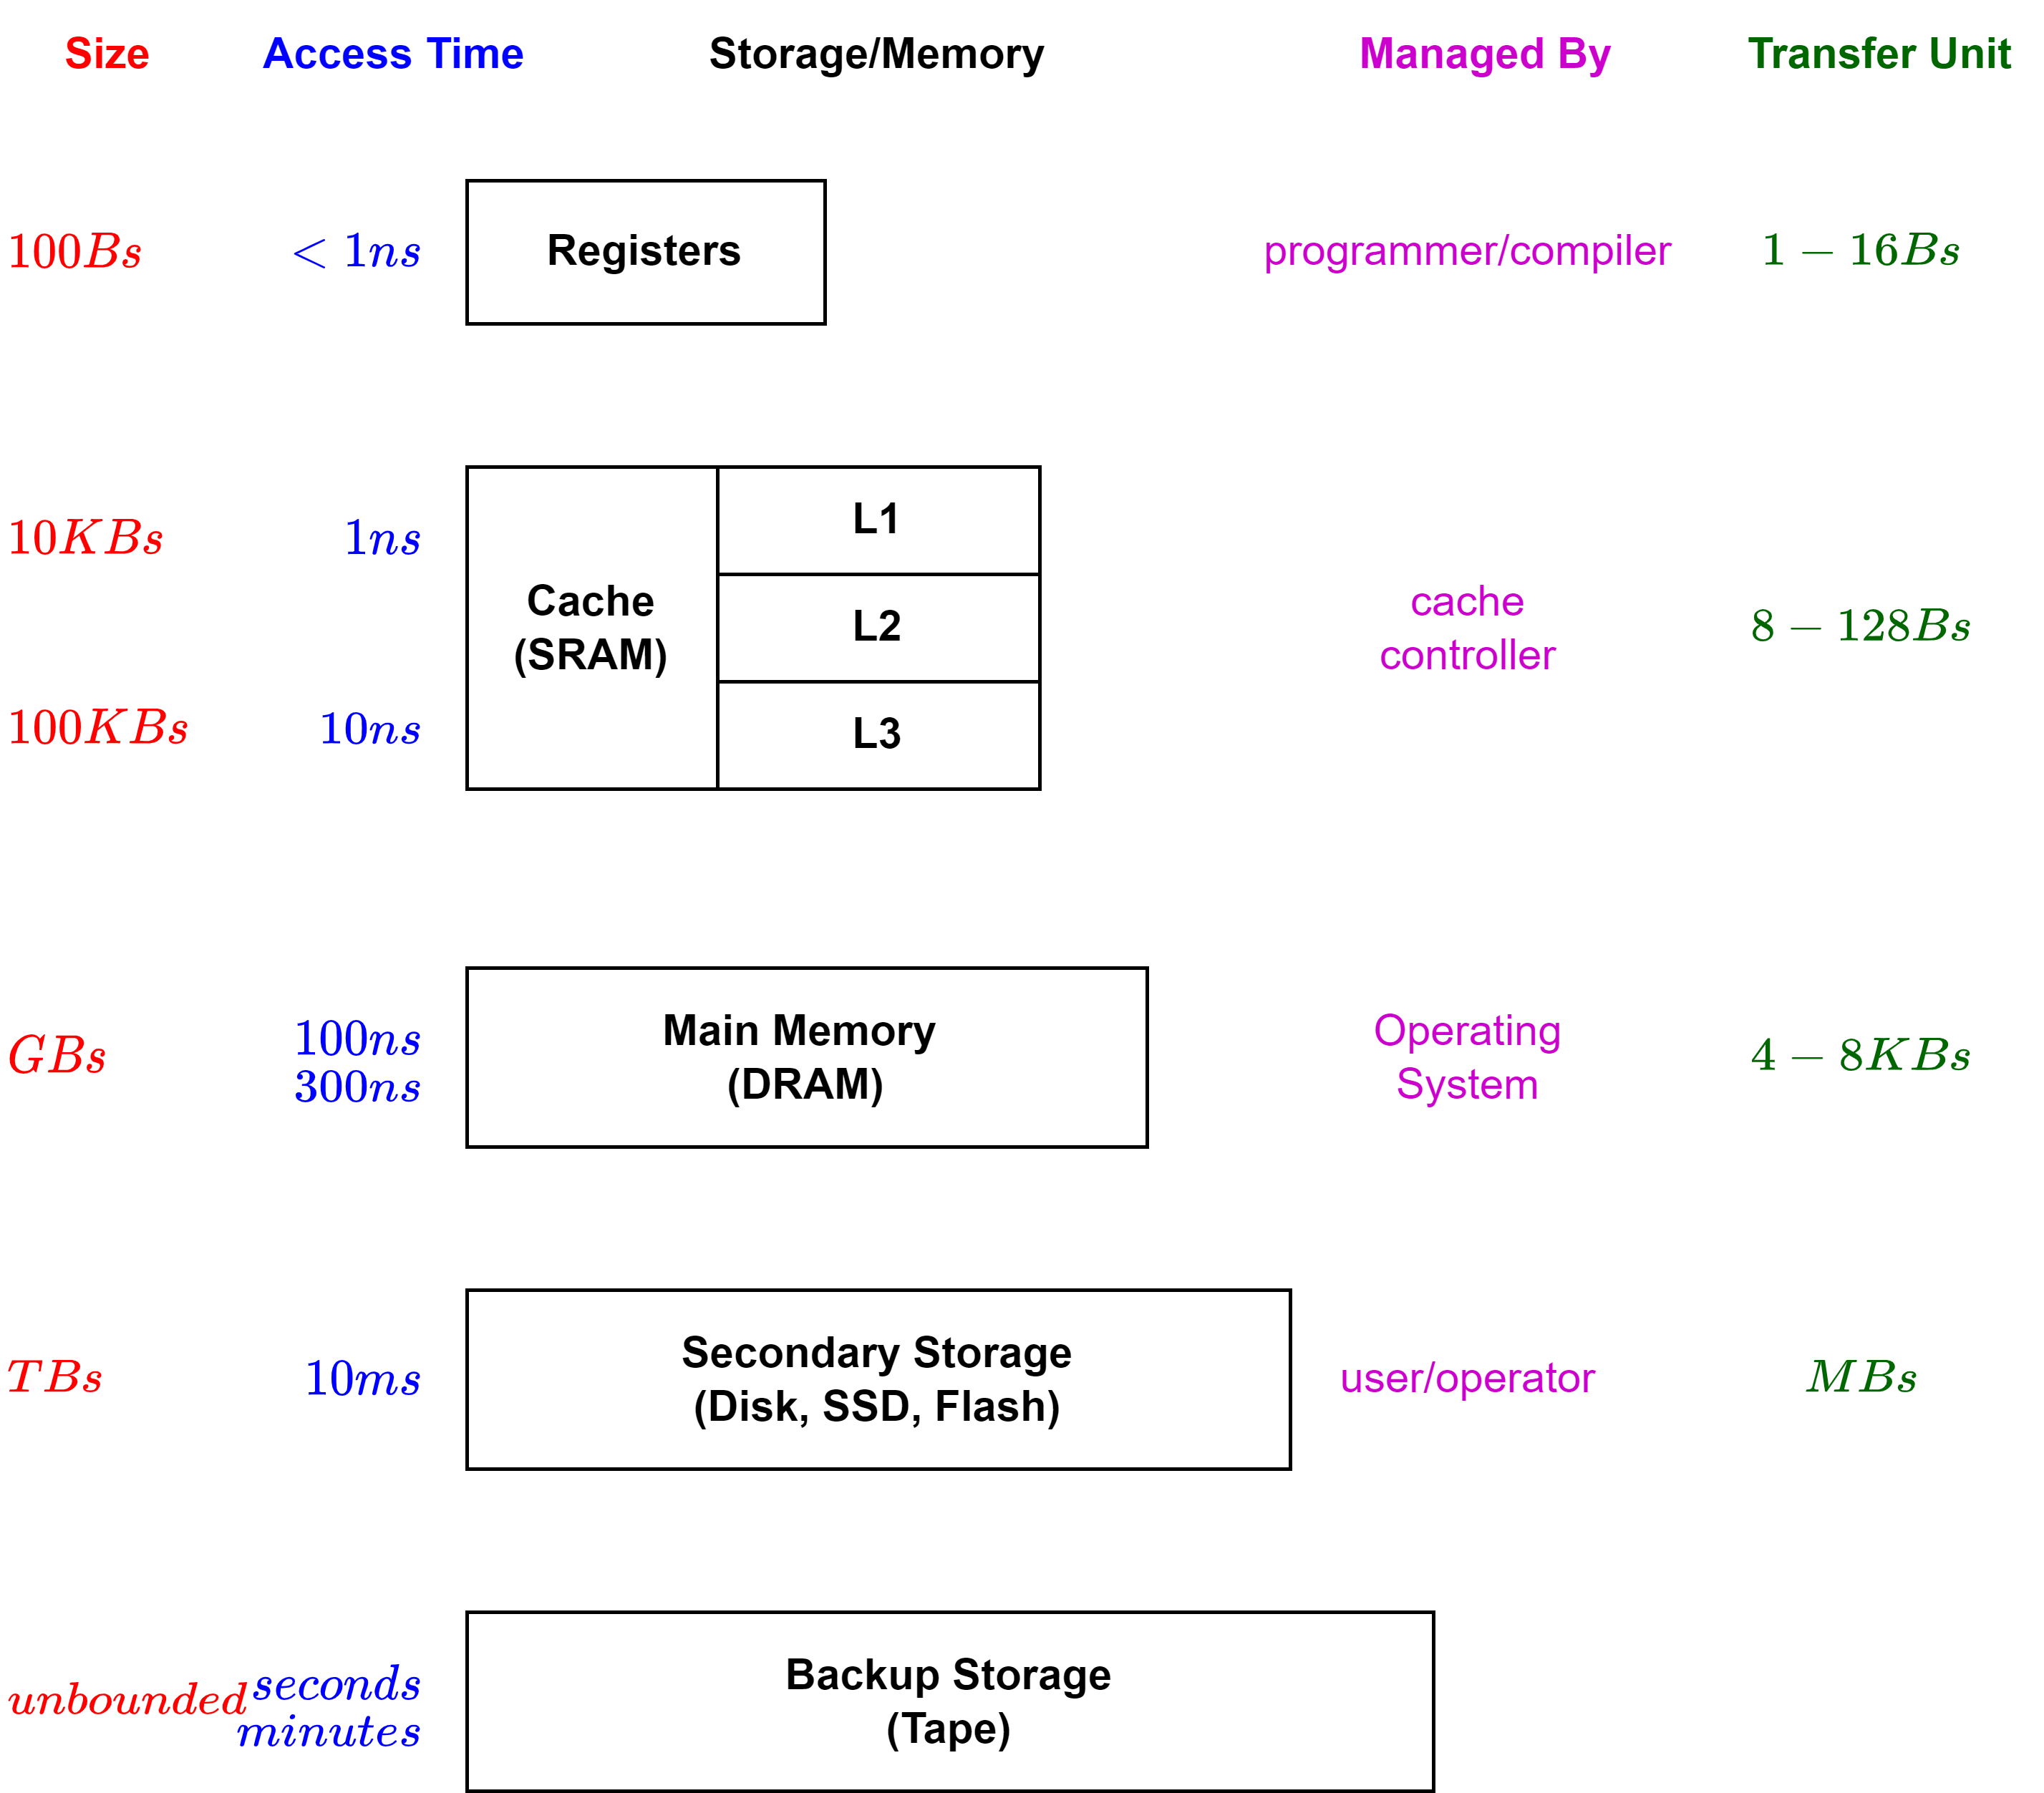 Size Access Time Storage/Memory Managed By Transfer Unit
100Bs < 1ns Registers programmer/compiler 1 − 16Bs
10KBs 1ns L1
Cache
(SRAM)
L2
cache
controller
8 − 128Bs
100KBs 10ns L3
GBs
100ns
300ns
Main Memory
(DRAM)
Operating
System
4 − 8KBs
TBs 10ms
Secondary Storage
(Disk, SSD, Flash)
user/operator MBs
unbounded
seconds
minutes
Backup Storage
(Tape)